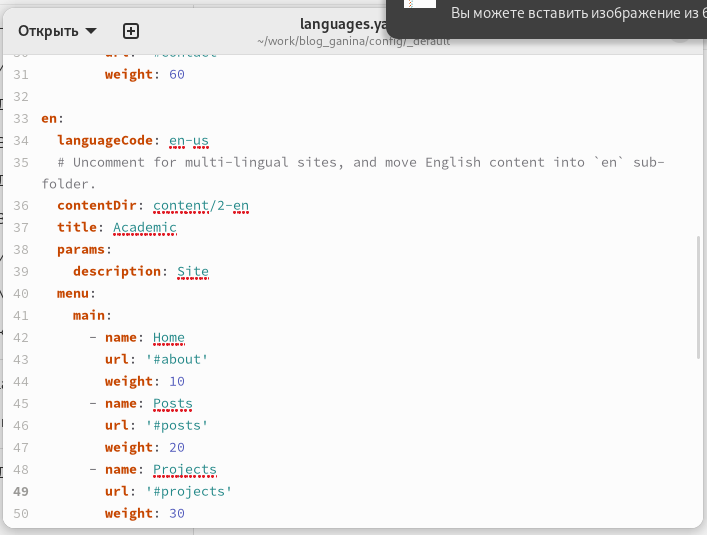 Вы можете вставить изображение из б
Открыть
languages.ya
~/work/blog_ganina/config/_default
31 weight: 60
32
33 en:
34 languageCode: en-us
35 # Uncomment for multi-lingual sites, and move English content into `en` sub-
folder.
36 contentDir: content/2-en
37 title: Academic
38 params:
39 description: Site
40 menu:
41 main:
42 - name: Home
43 url: '#about'
44 weight: 10
45 - name: Posts
46 url: '#posts'
47 weight: 20
48 - name: Projects
49 url: '#projects'
50 weight: 30